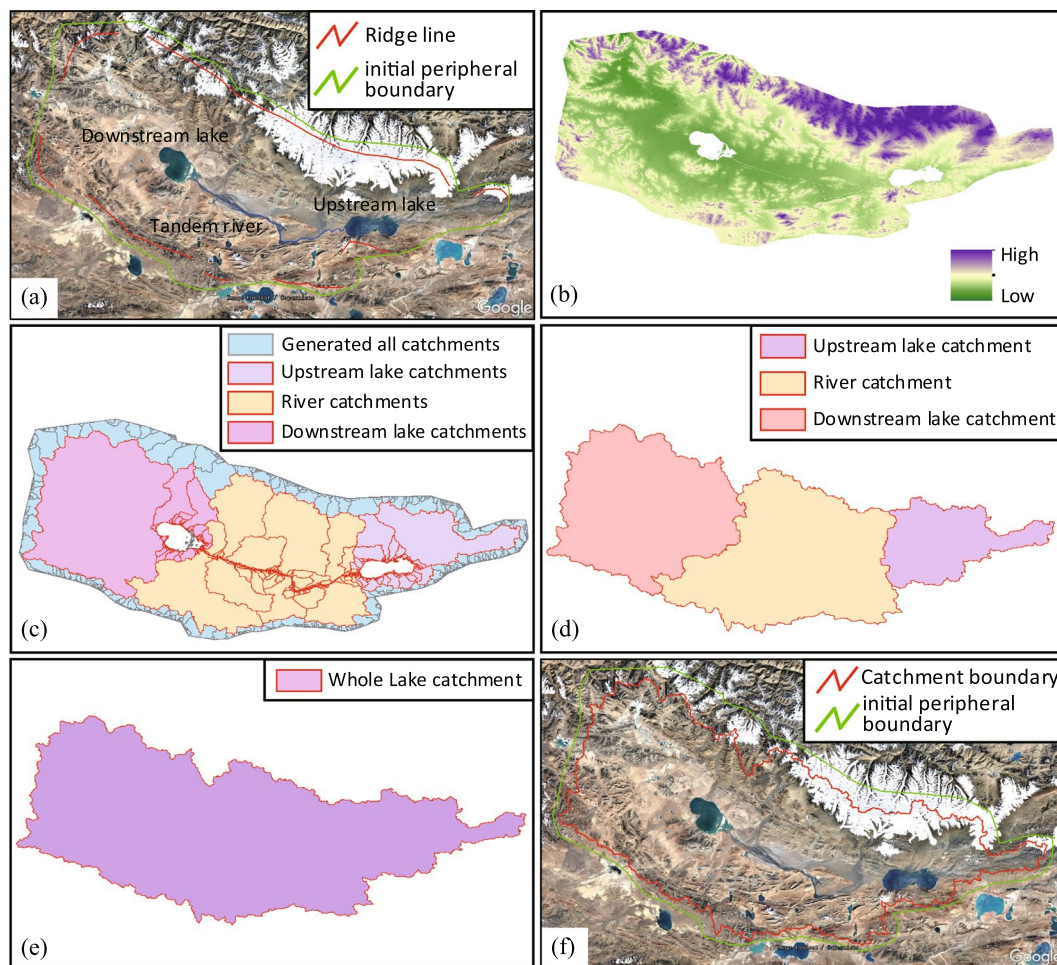 Ridge line
initial peripheral
boundary
Downstream lake
Upstream lake
Tandem river
Google
(a)
High
Low
(b)
Generated all catchments
Upstream lake catchments
River catchments
Downstream lake catchments
(c)
Upstream lake catchment
River catchment
Downstream lake catchment
(d)
Whole Lake catchment
(e)
Catchment boundary
initial peripheral
boundary
Google
(f)